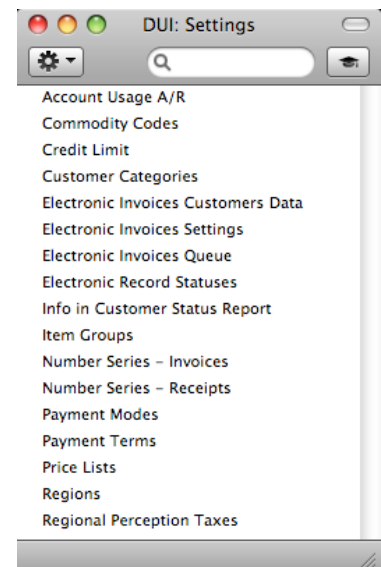 DUI: Settings
Account Usage A/R
Commodity Codes
Credit Limit
Customer Categories
Electronic Invoices Customers Data
Electronic Invoices Settings
Electronic Invoices Queue
Electronic Record Statuses
Info in Customer Status Report
Item Groups
Number Series – Invoices
Number Series – Receipts
Payment Modes
Payment Terms
Price Lists
Regions
Regional Perception Taxes